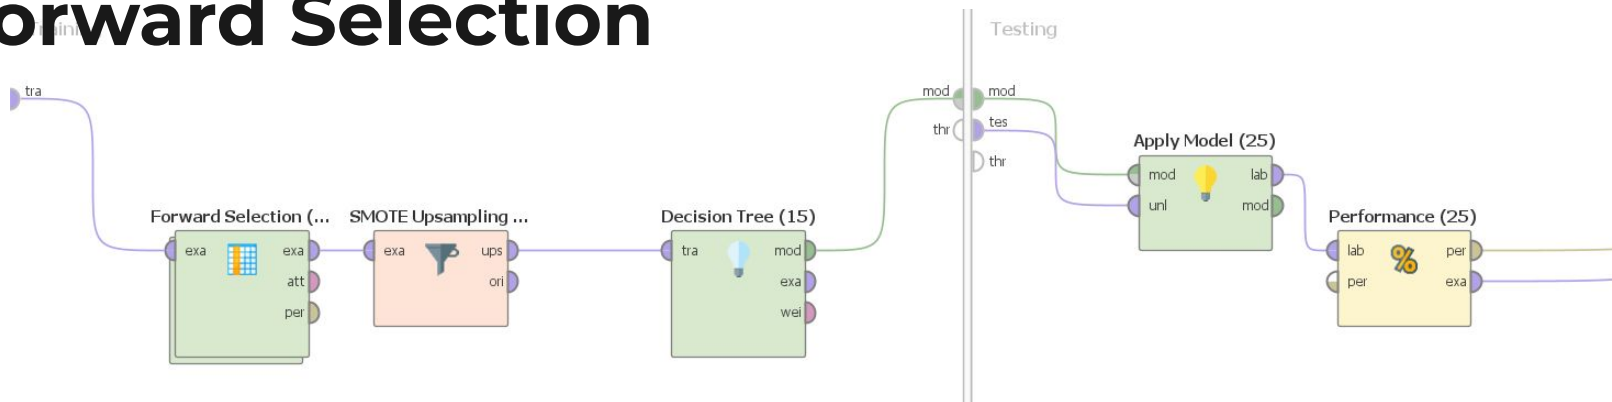 orward Selection
Training
Testing
tra
mod
thr
mod
tes
thr
Forward Selection (...
exa
exa
att
per
SMOTE Upsampling ...
exa
ups
ori
Decision Tree (15)
tra
mod
exa
wei
Apply Model (25)
mod
lab
unl
mod
Performance (25)
lab
per
per
exa
%